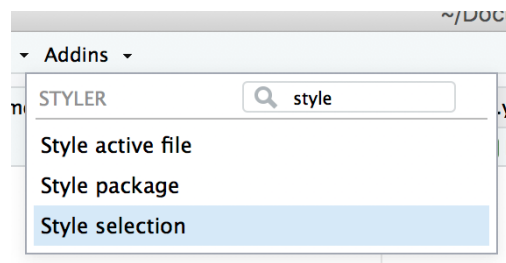 ~/Doc
Addins
STYLER style
Style active file
Style package
Style selection